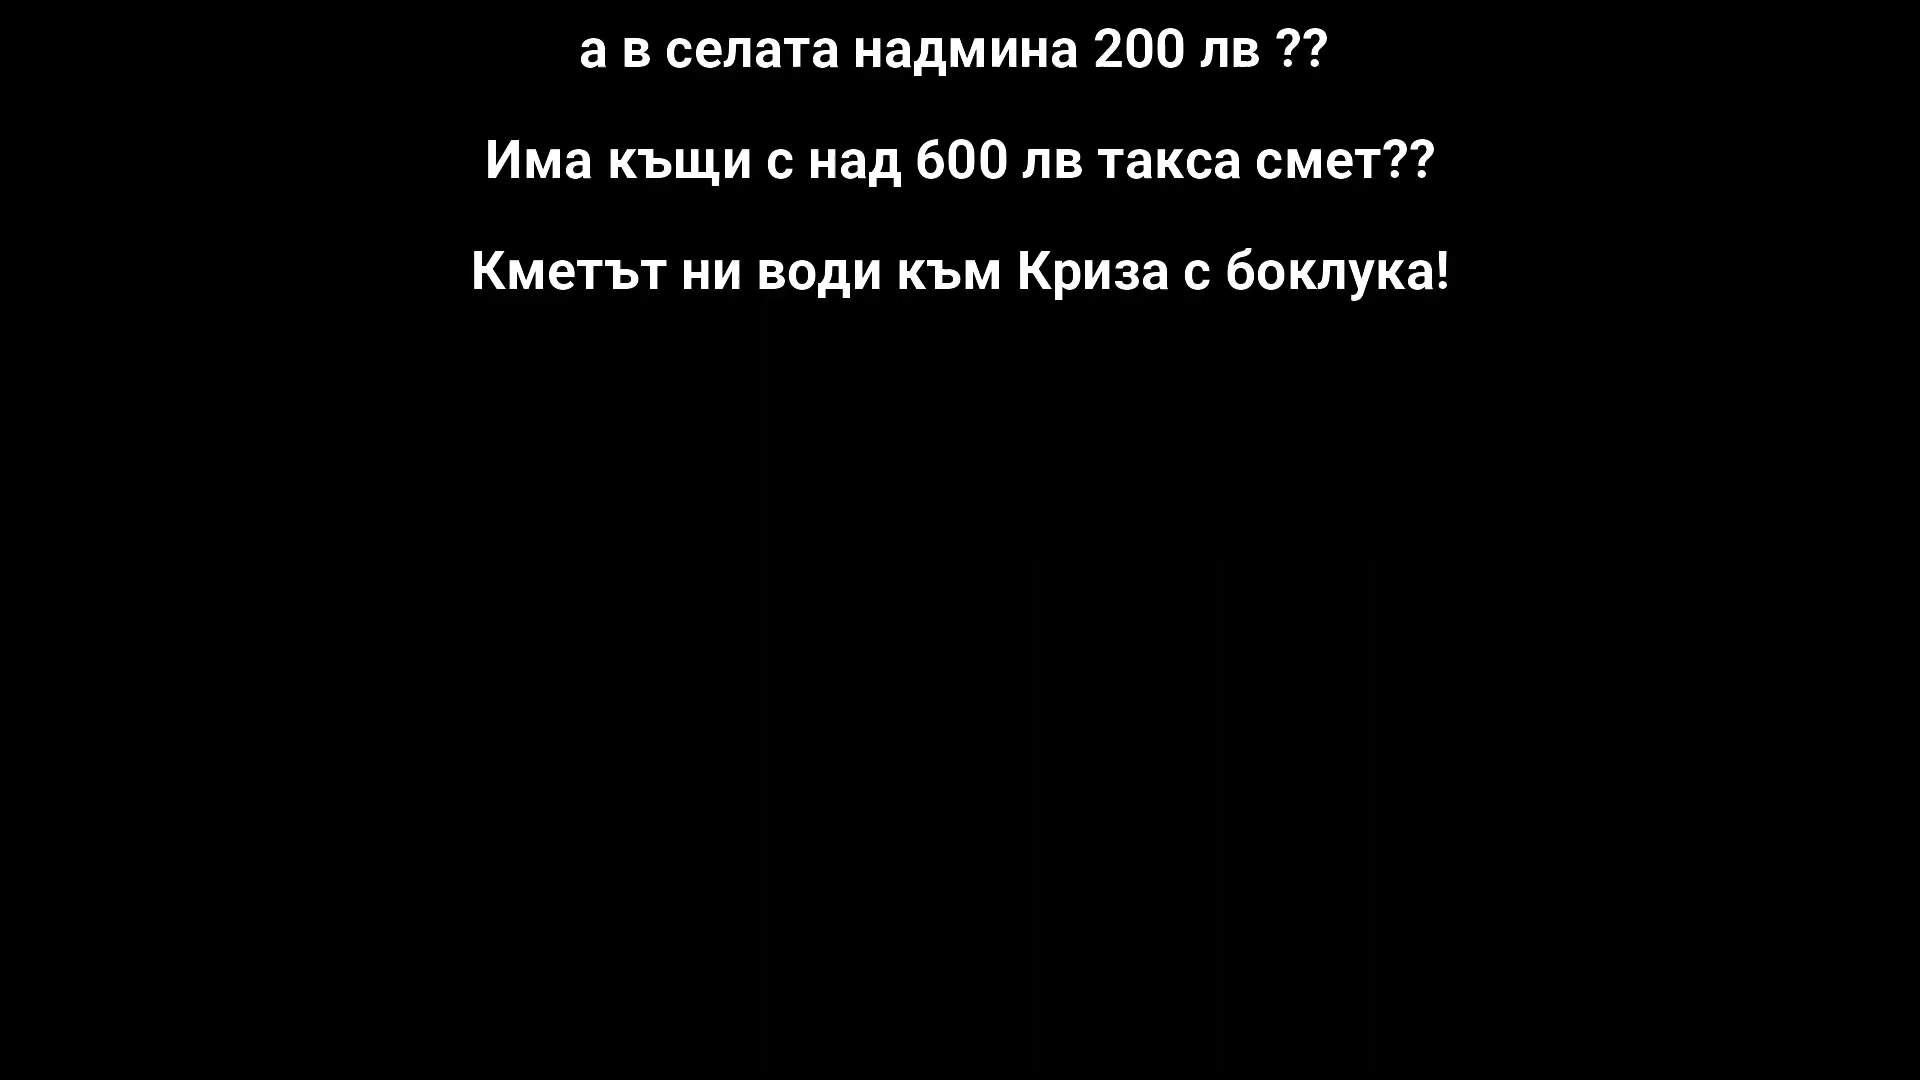 а в селата надмина 200 лв ??
Има къщи с над 600 лв такса смет??
Кметът ни води към Криза с боклука!